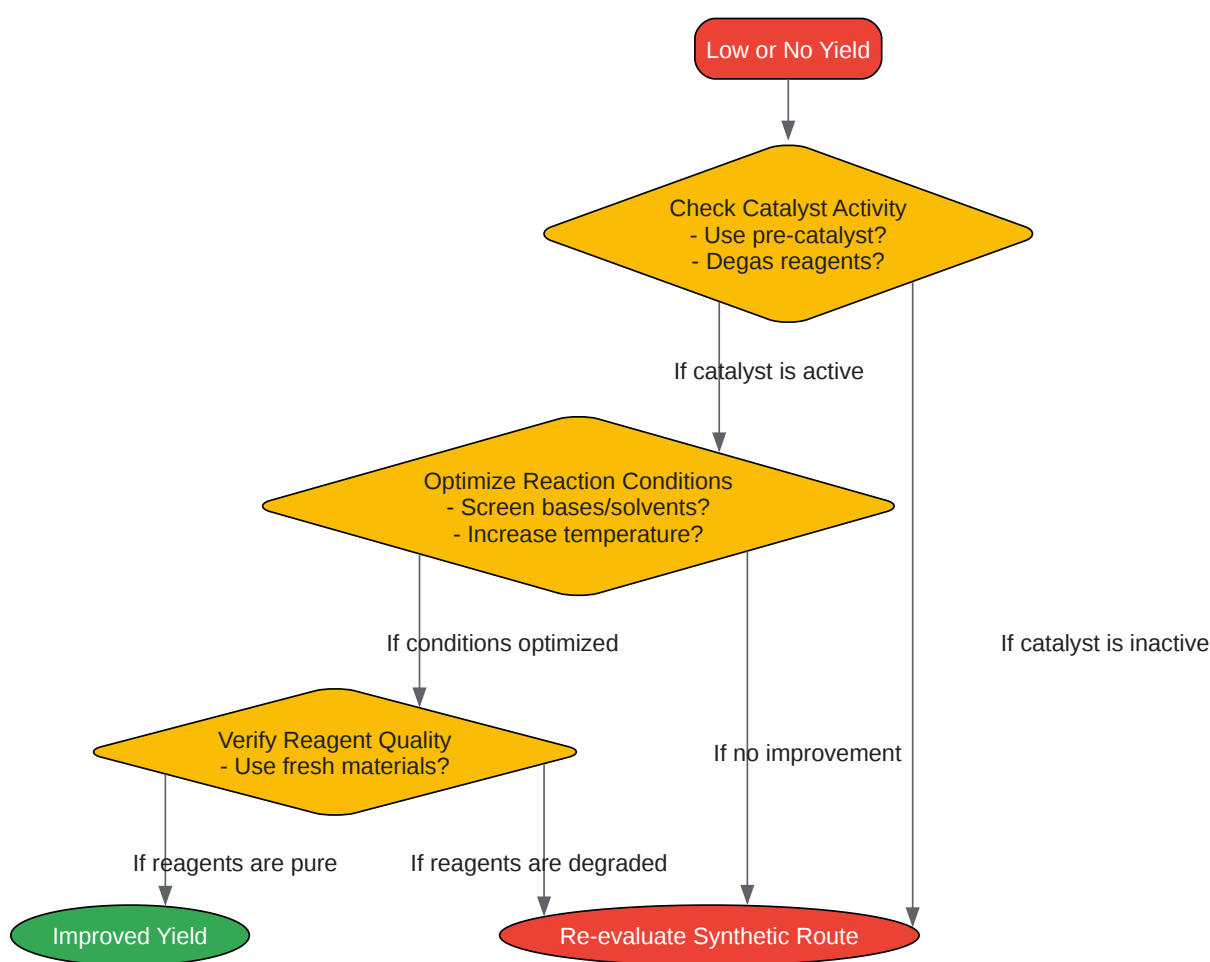 Low or No Yield
Check Catalyst Activity
- Use pre-catalyst?
- Degas reagents?
If catalyst is active
Optimize Reaction Conditions
- Screen bases/solvents?
- Increase temperature?
If conditions optimized
If catalyst is inactive
Verify Reagent Quality
- Use fresh materials?
If no improvement
If reagents are pure
If reagents are degraded
Improved Yield
Re-evaluate Synthetic Route